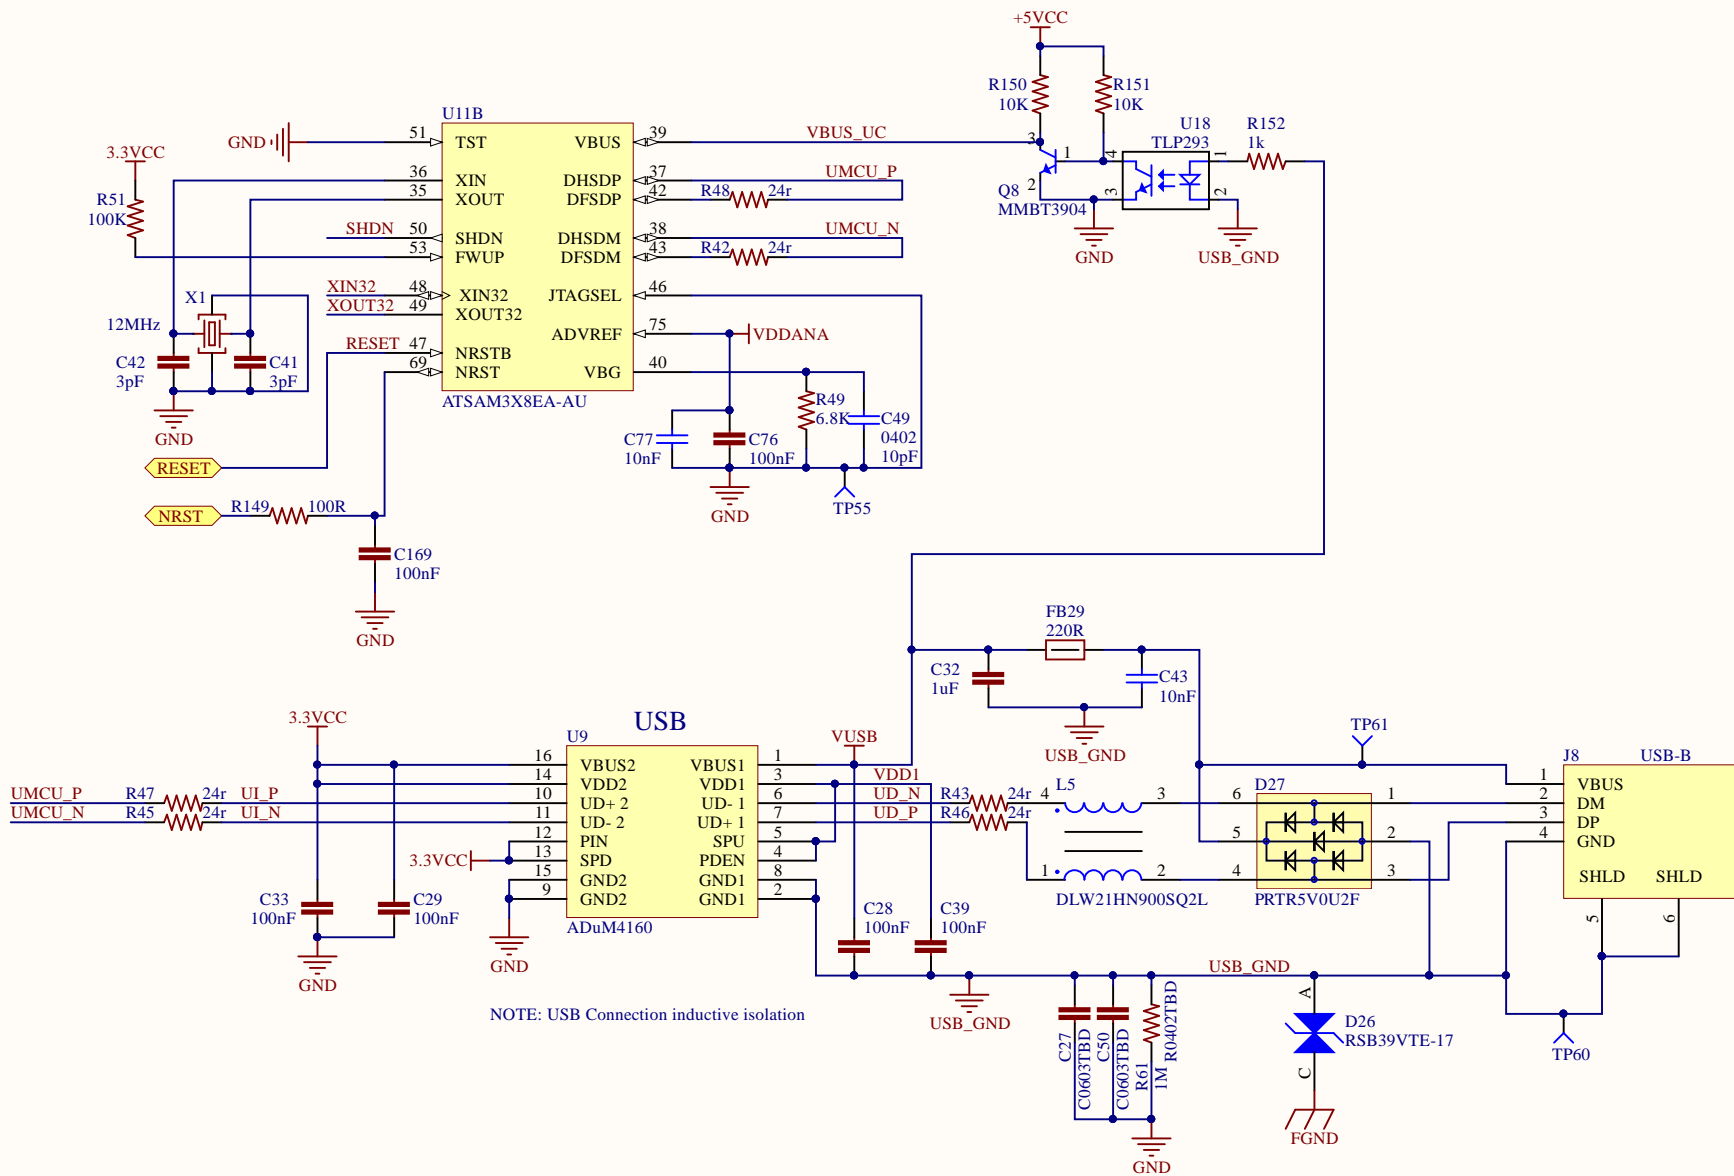 +5VCC
R150
10K
R151
10K
U11B
51
TST
VBUS
39
VBUS_UC
3
1
2
Q8
MMBT3904
U18
TLP293
4
3
1
2
R152
1k
GND
USB_GND
GND
3.3VCC
R51
100K
36
XIN
35
XOUT
DHSDP
37
UMCU_P
DFSDP
42
R48
24r
SHDN
50
SHDN
53
FWUP
DHSDM
38
UMCU_N
DFSDM
43
R42
24r
XIN32
48
XIN32
XOUT32
49
XOUT32
JTAGSEL
46
X1
12MHz
C42
3pF
C41
3pF
GND
RESET
47
NRSTB
69
NRST
ADVREF
75
VDDANA
VBG
40
ATSAM3X8EA-AU
R49
6.8K
C49
0402
10pF
C77
10nF
C76
100nF
GND
TP55
RESET
NRST
R149
100R
C169
100nF
GND
FB29
220R
C32
1uF
C43
10nF
USB_GND
3.3VCC
USB
U9
VUSB
16
VBUS2
VBUS1
1
14
VDD2
VDD1
3
VDD1
UMCU_P
R47
24r
UI_P
10
UD+ 2
UD- 1
6
UD_N
R43
24r
UMCU_N
R45
24r
UI_N
11
UD- 2
UD+ 1
7
UD_P
R46
24r
12
PIN
SPU
5
3.3VCC
13
SPD
PDEN
4
15
GND2
GND1
8
9
GND2
GND1
2
ADuM4160
GND
C33
100nF
C29
100nF
GND
C28
100nF
C39
100nF
L5
4
3
1
2
DLW21HN900SQ2L
D27
6
1
5
2
4
3
PRTR5V0U2F
TP61
J8
USB-B
1
VBUS
2
DM
3
DP
4
GND
SHLD
SHLD
5
6
USB_GND
USB_GND
NOTE: USB Connection inductive isolation
C27
C0603TBD
C50
C0603TBD
R61
1M
R0402TBD
GND
A
D26
RSB39VTE-17
C
FGND
TP60